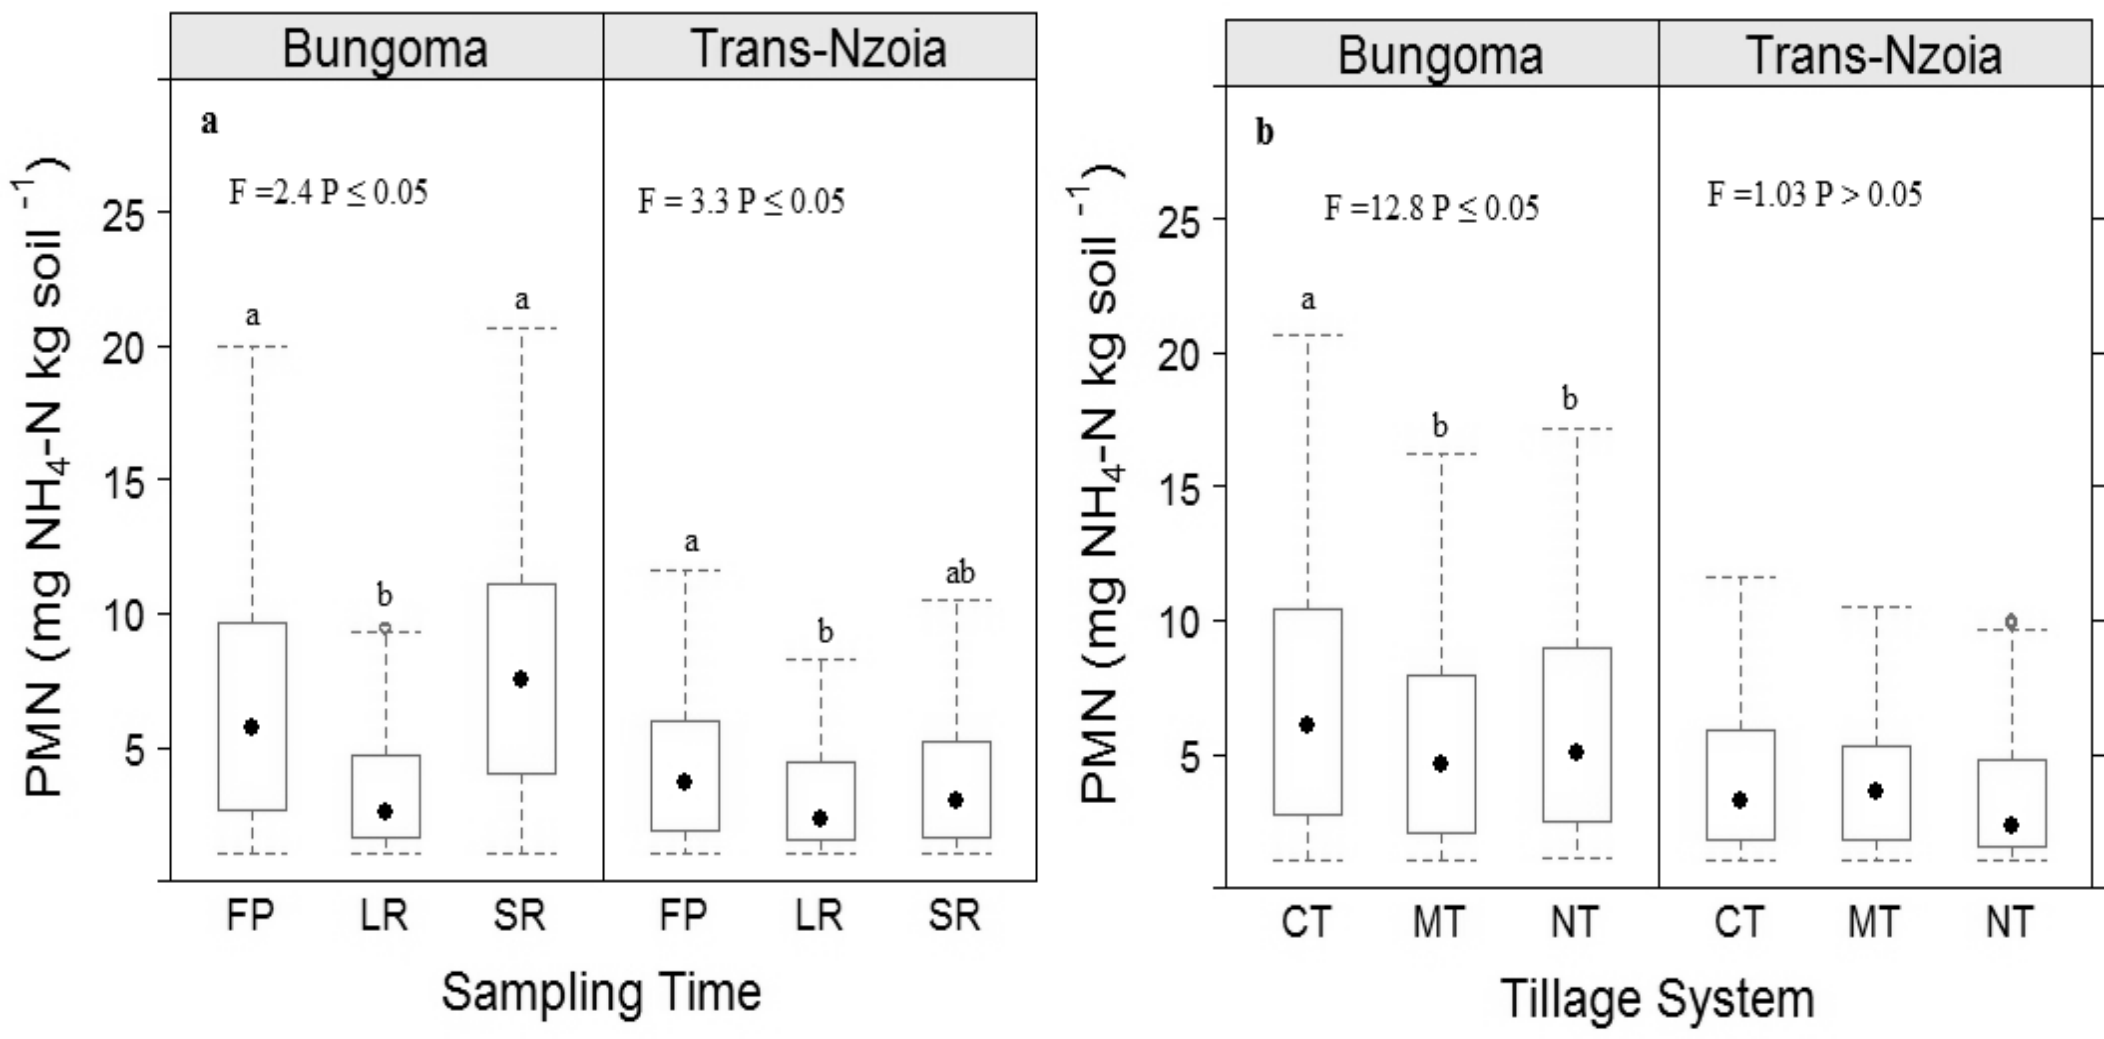 Bungoma Trans-Nzoia
a
F =2.4 P ≤ 0.05 F = 3.3 P ≤ 0.05
PMN (mg NH₄-N kg soil ⁻¹)
25
20
15
10
5
a
b
a
a
b
ab
FP LR SR FP LR SR
Sampling Time
Bungoma Trans-Nzoia
b
F =12.8 P ≤ 0.05 F =1.03 P > 0.05
PMN (mg NH₄-N kg soil ⁻¹)
25
20
15
10
5
a
b
b
CT MT NT CT MT NT
Tillage System